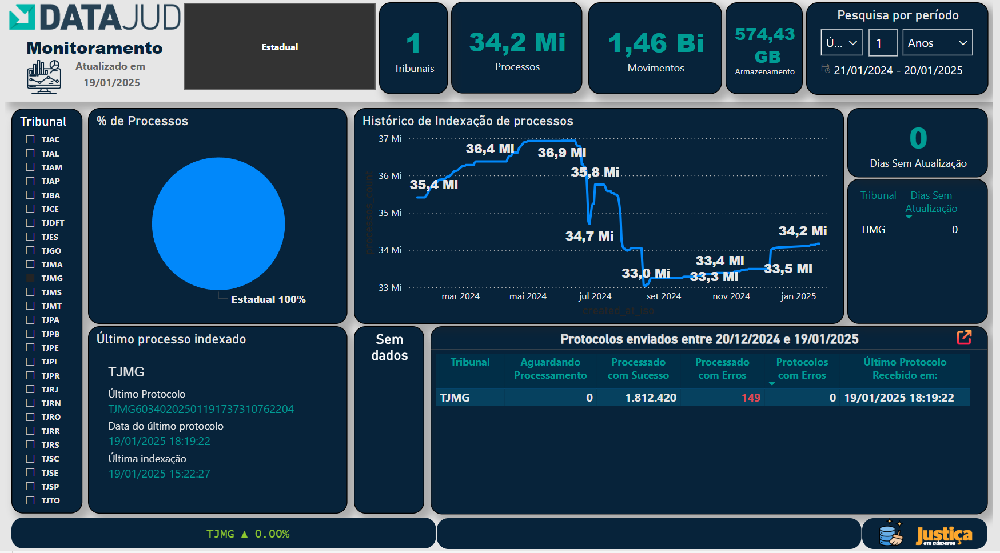 DATAJUD
Monitoramento
Atualizado em
19/01/2025
Estadual
1
Tribunais
34,2 Mi
Processos
1,46 Bi
Movimentos
574,43
GB
Armazenamento
Pesquisa por período
Ú...
1
Anos
21/01/2024 - 20/01/2025
Tribunal
TJAC
TJAL
TJAM
TJAP
TJBA
TJCE
TJDFT
TJES
TJGO
TJMA
TJMG
TJMS
TJMT
TJPA
TJPB
TJPE
TJPI
TJPR
TJRJ
TJRN
TJRO
TJRR
TJRS
TJSC
TJSE
TJSP
TJTO
% de Processos
Estadual 100%
Histórico de Indexação de processos
processos_count
37 Mi
36 Mi
35 Mi
34 Mi
33 Mi
35,4 Mi
36,4 Mi
36,9 Mi
35,8 Mi
34,7 Mi
33,0 Mi
33,4 Mi
33,3 Mi
34,2 Mi
33,5 Mi
mar 2024
mai 2024
jul 2024
set 2024
nov 2024
jan 2025
created_at_iso
0
Dias Sem Atualização
Tribunal Dias Sem
Atualização
TJMG 0
Último processo indexado
TJMG
Último Protocolo
TJMG60340202501191737310762204
Data do último protocolo
19/01/2025 18:19:22
Última indexação
19/01/2025 15:22:27
Sem
dados
Protocolos enviados entre 20/12/2024 e 19/01/2025
Tribunal Aguardando Processado Processado Protocolos Último Protocolo
Processamento com Sucesso com Erros com Erros Recebido em:
TJMG 0 1.812.420 149 0 19/01/2025 18:19:22
TJMG ▲ 0.00%
Justiça
em números